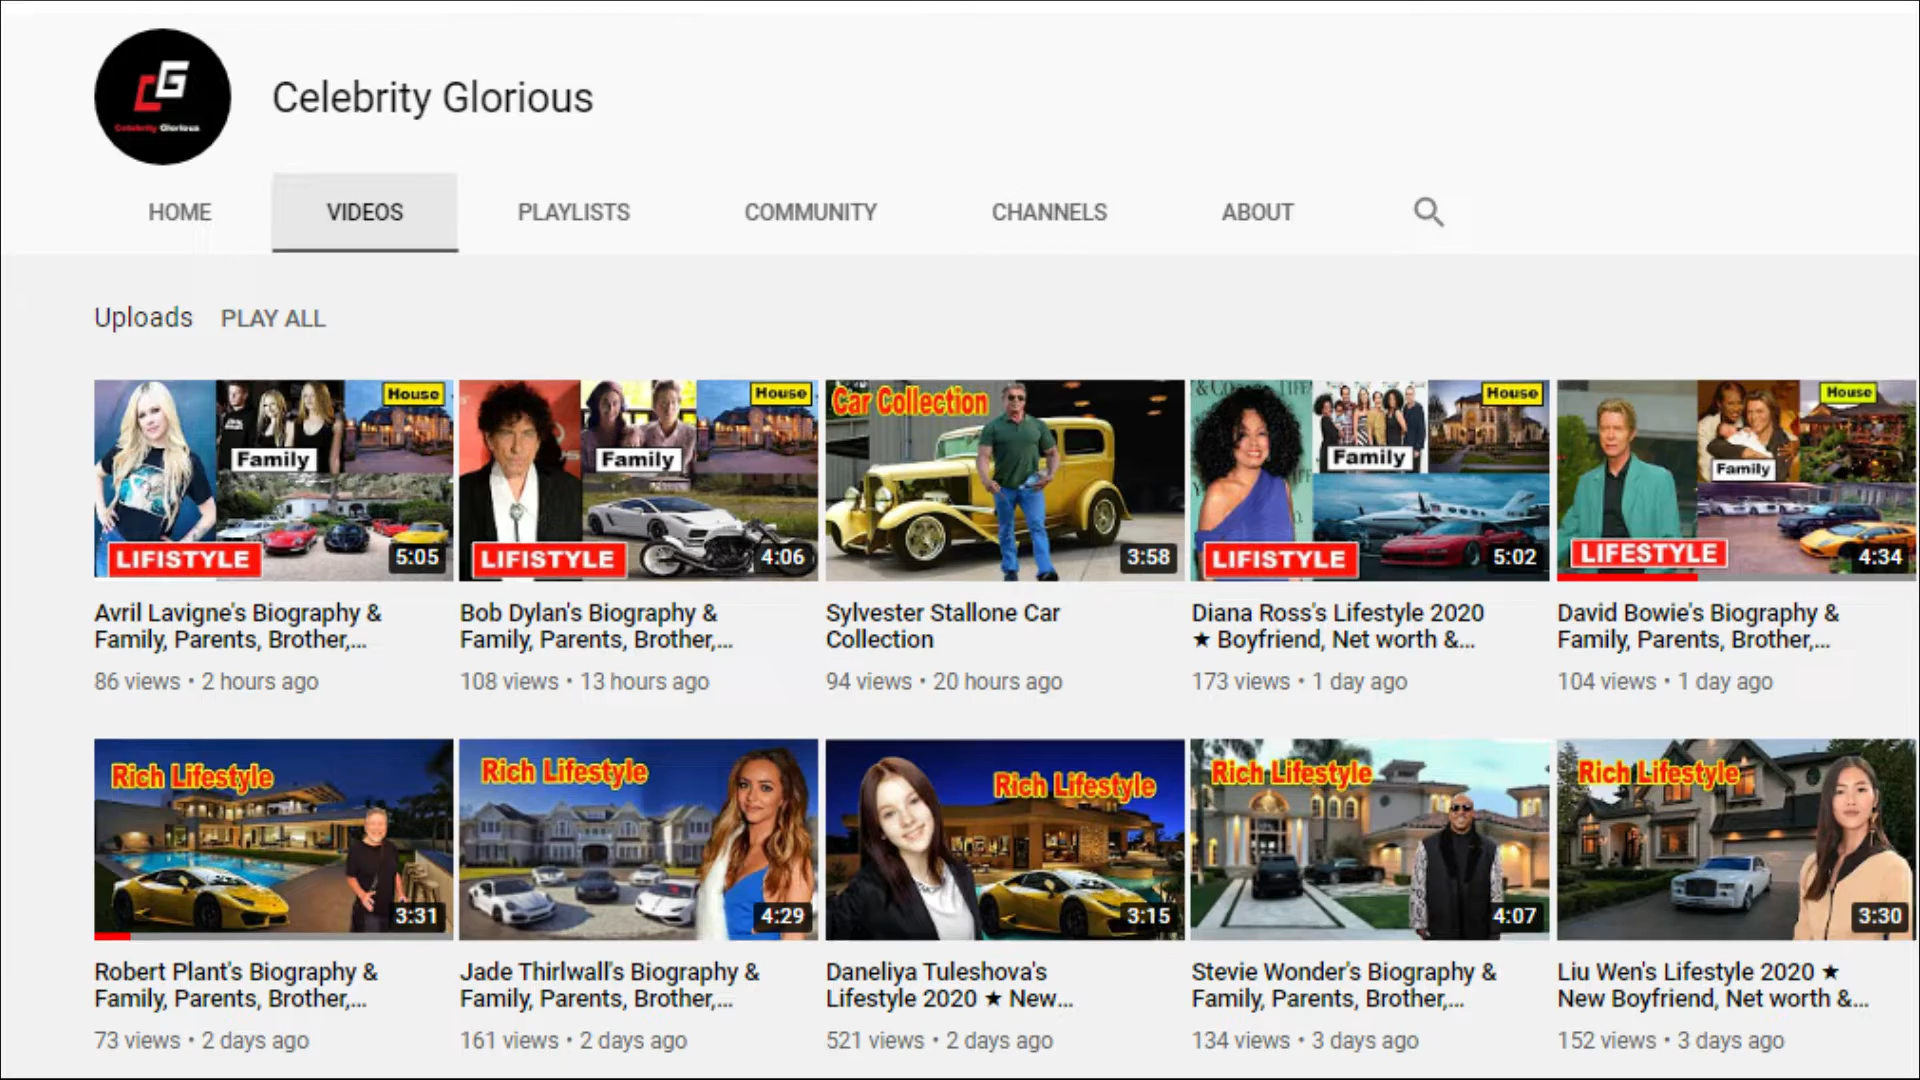 CG
Celebrity Glorious
Celebrity Glorious
HOME
VIDEOS
PLAYLISTS
COMMUNITY
CHANNELS
ABOUT
Uploads
PLAY ALL
House
Family
LIFISTYLE
5:05
House
Family
LIFISTYLE
4:06
Car Collection
3:58
House
Family
LIFISTYLE
5:02
House
Family
LIFESTYLE
4:34
Avril Lavigne's Biography &
Family, Parents, Brother,...
86 views • 2 hours ago
Bob Dylan's Biography &
Family, Parents, Brother,...
108 views • 13 hours ago
Sylvester Stallone Car
Collection
94 views • 20 hours ago
Diana Ross's Lifestyle 2020
★ Boyfriend, Net worth &...
173 views • 1 day ago
David Bowie's Biography &
Family, Parents, Brother,...
104 views • 1 day ago
Rich Lifestyle
3:31
Rich Lifestyle
4:29
Rich Lifestyle
3:15
Rich Lifestyle
4:07
Rich Lifestyle
3:30
Robert Plant's Biography &
Family, Parents, Brother,...
73 views • 2 days ago
Jade Thirlwall's Biography &
Family, Parents, Brother,...
161 views • 2 days ago
Daneliya Tuleshova's
Lifestyle 2020 ★ New...
521 views • 2 days ago
Stevie Wonder's Biography &
Family, Parents, Brother,...
134 views • 3 days ago
Liu Wen's Lifestyle 2020 ★
New Boyfriend, Net worth &...
152 views • 3 days ago